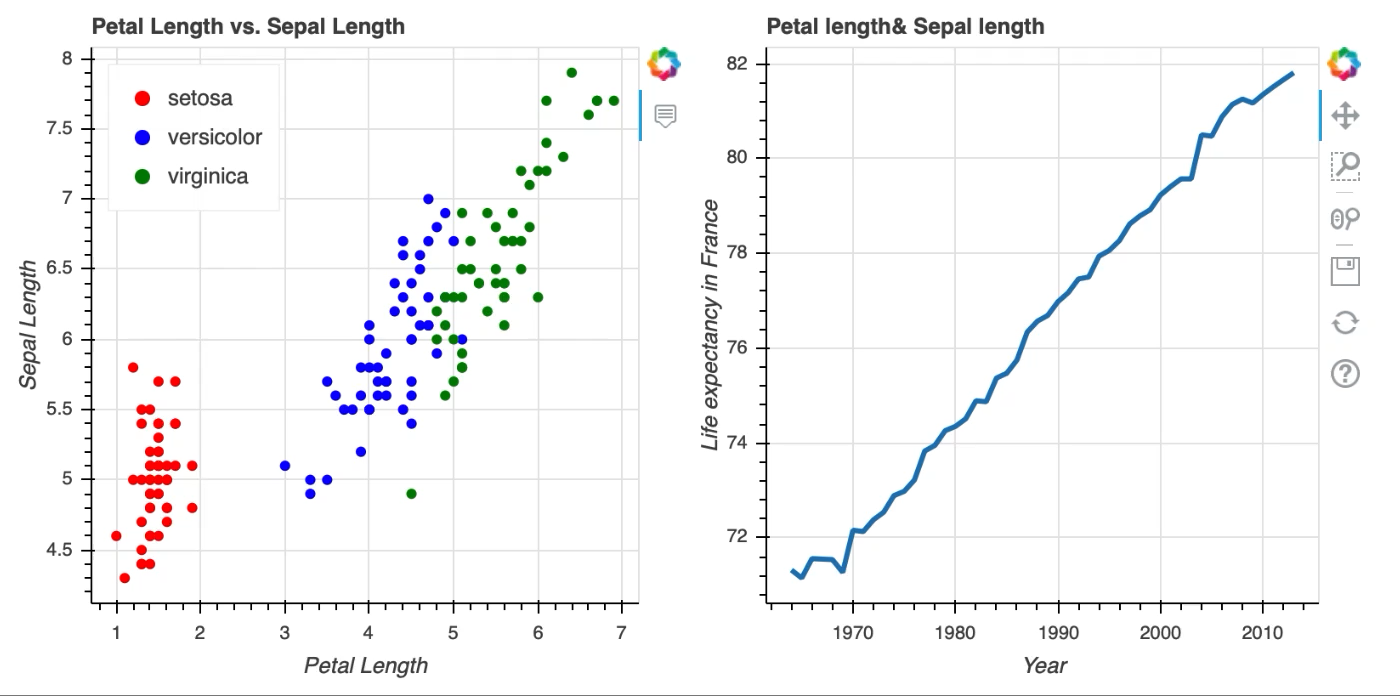 Petal Length vs. Sepal Length
setosa
versicolor
virginica
8
7.5
7
6.5
6
5.5
5
4.5
Sepal Length
1 2 3 4 5 6 7
Petal Length
Petal length& Sepal length
82
80
78
76
74
72
Life expectancy in France
1970 1980 1990 2000 2010
Year